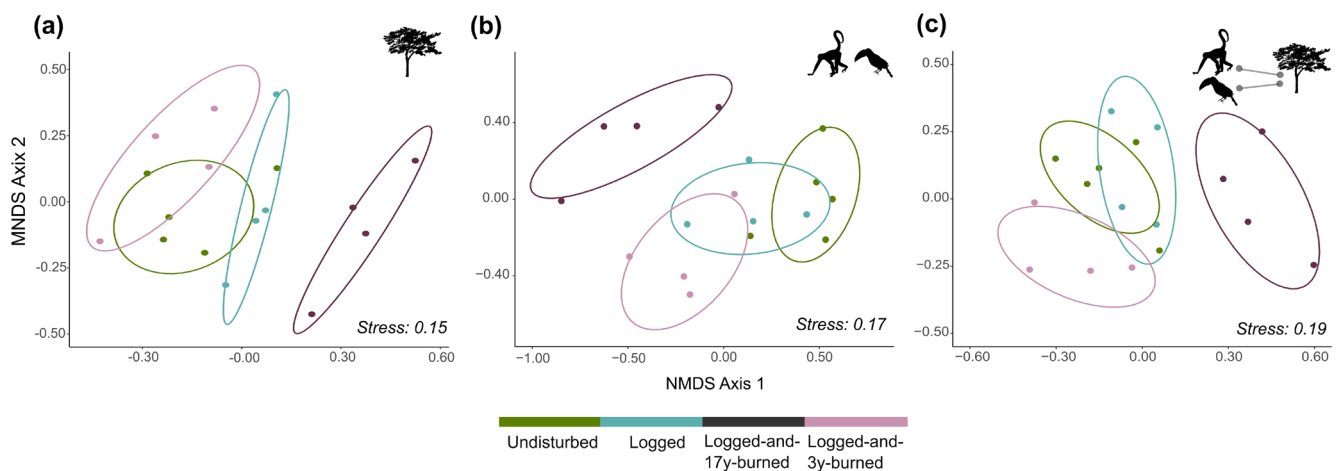 (a)
(b)
(c)
MNDS Axix 2
0.50
0.25
0.00
-0.25
-0.50
-0.30
-0.00
0.30
0.60
Stress: 0.15
0.40
0.00
−0.40
−1.00
−0.50
0.00
0.50
Stress: 0.17
NMDS Axis 1
0.50
0.25
0.00
−0.25
−0.50
−0.60
−0.30
0.00
0.30
0.60
Stress: 0.19
Undisturbed
Logged
Logged-and-
17y-burned
Logged-and-
3y-burned